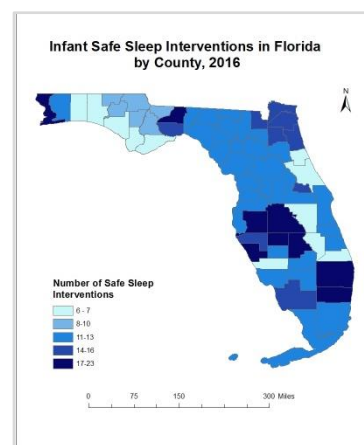 Infant Safe Sleep Interventions in Florida
by County, 2016
N
Number of Safe Sleep
Interventions
6 - 7
8-10
11-13
14-16
17-23
0 75 150 300 Miles